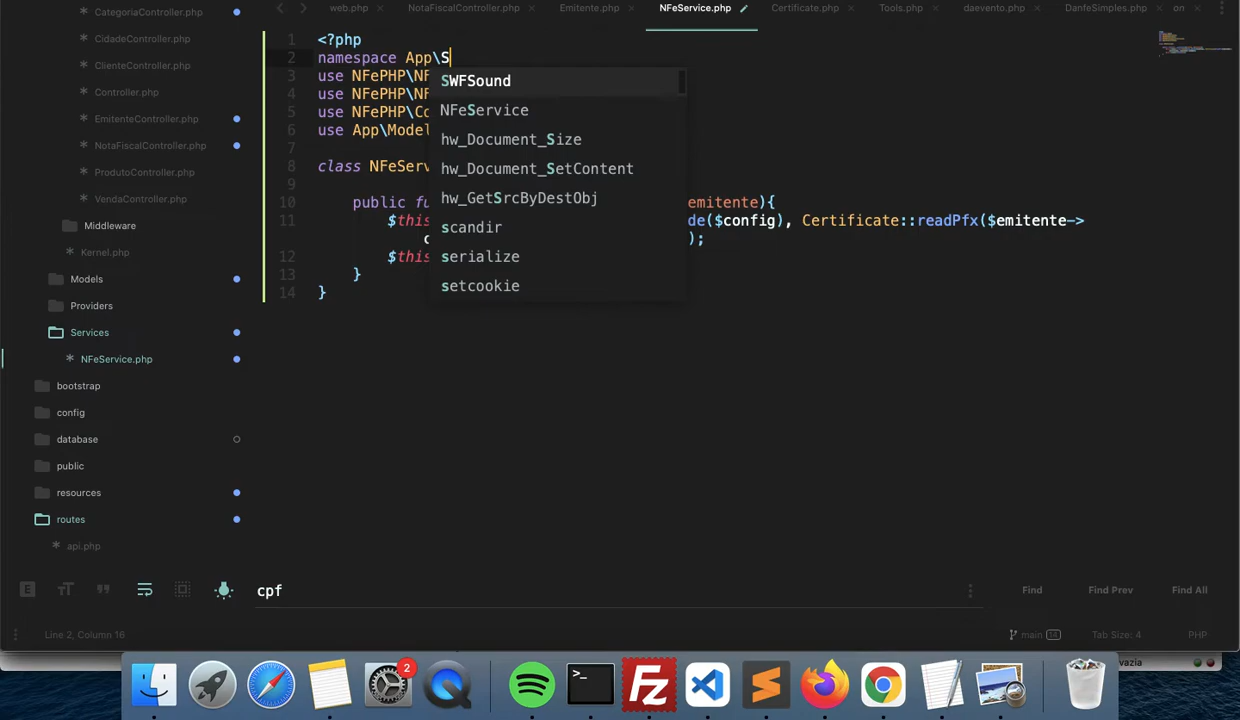 CategoriaController.php
CidadeController.php
ClienteController.php
Controller.php
EmitenteController.php
NotaFiscalController.php
ProdutoController.php
VendaController.php
Middleware
Kernel.php
Models
Providers
Services
NFeService.php
bootstrap
config
database
public
resources
routes
api.php
web.php
NotaFiscalController.php
Emitente.php
NFeService.php
Certificate.php
Tools.php
daevento.php
DanfeSimples.php
on
1 <?php
2 namespace App\S
3 use NFePHP\NF
4 use NFePHP\NF
5 use NFePHP\Co
6 use App\Model
7
8 class NFeServ
9
10 public fu emitente){
11 $this de($config), Certificate::readPfx($emitente->
c );
12 $this
13 }
14 }
SWFSound
NFeService
hw_Document_Size
hw_Document_SetContent
hw_GetSrcByDestObj
scandir
serialize
setcookie
cpf
Find
Find Prev
Find All
Line 2, Column 16
main 14
Tab Size: 4
PHP
vazia
2
>_
Fz